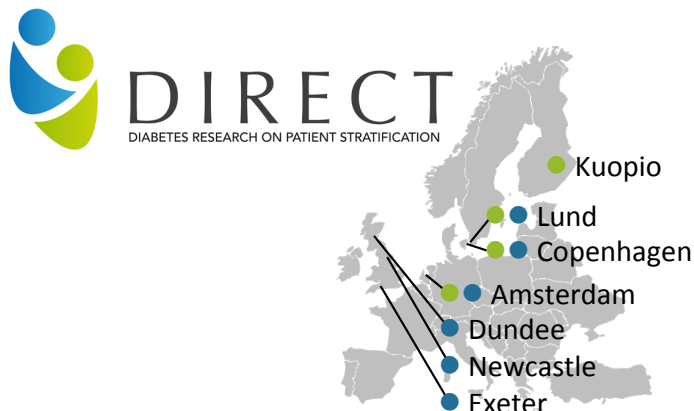 DIRECT
DIABETES RESEARCH ON PATIENT STRATIFICATION
Kuopio
Lund
Copenhagen
Amsterdam
Dundee
Newcastle
Exeter